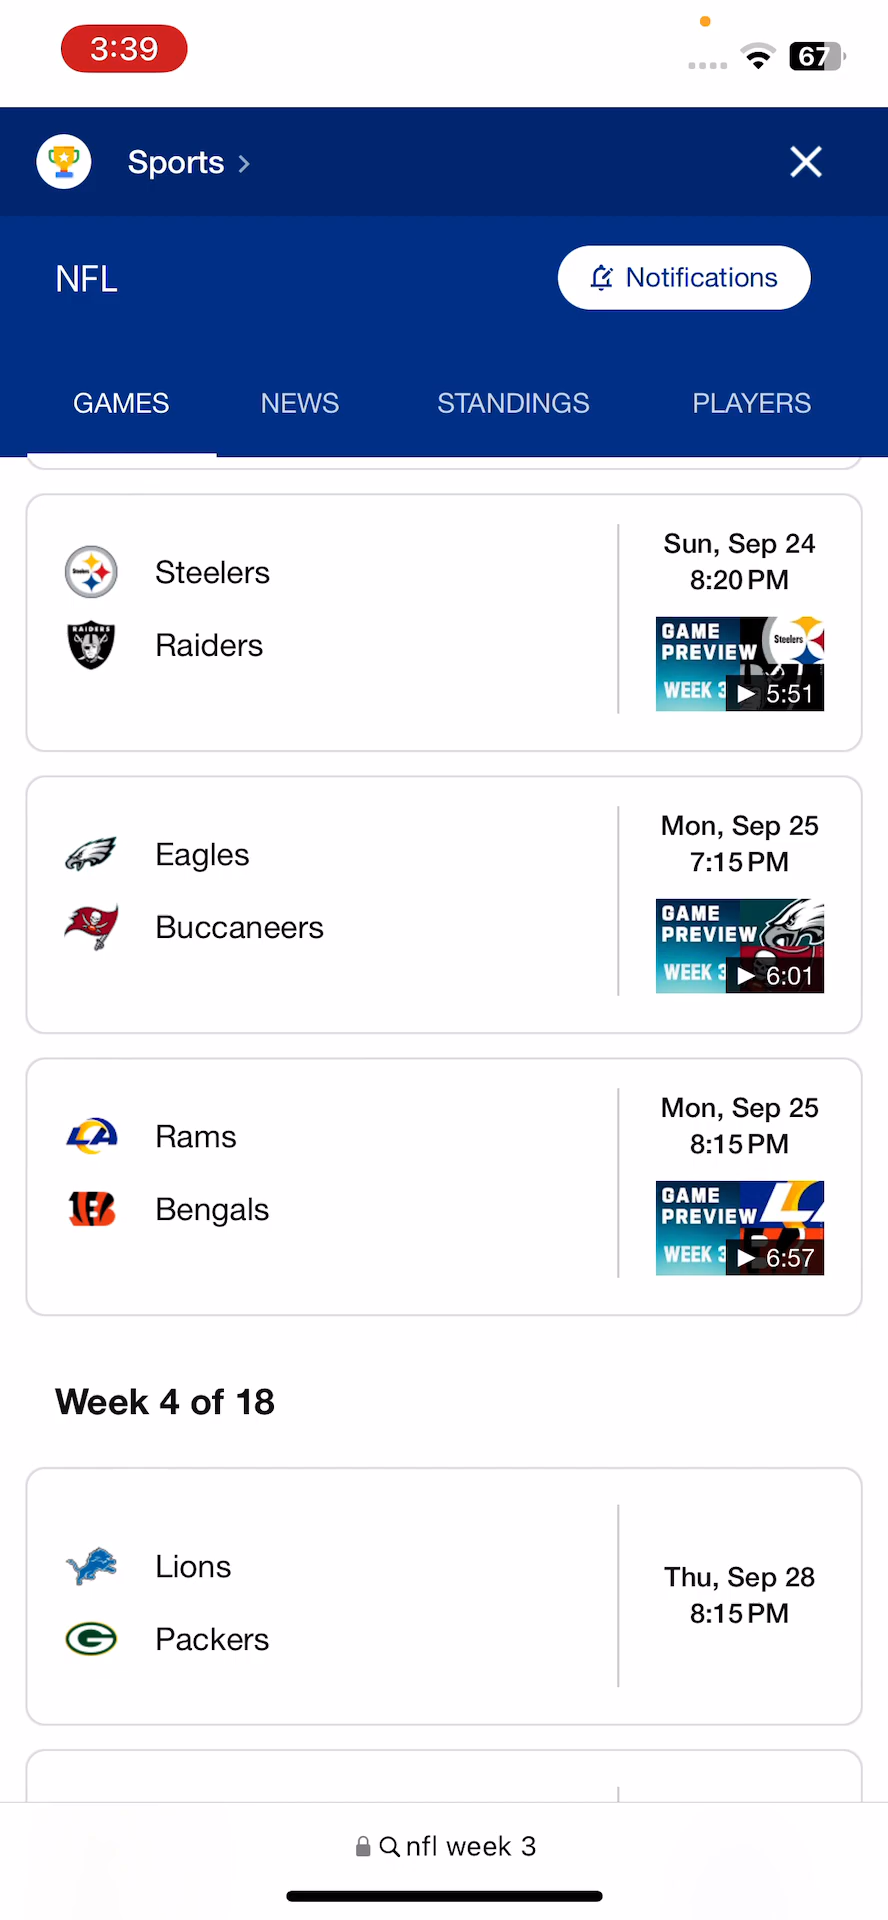 3:39
67
Sports
NFL
Notifications
GAMES NEWS STANDINGS PLAYERS
Steelers
Raiders
Sun, Sep 24
8:20 PM
GAME
PREVIEW
WEEK 3
Steelers
5:51
Eagles
Buccaneers
Mon, Sep 25
7:15 PM
GAME
PREVIEW
WEEK 3
6:01
Rams
Bengals
Mon, Sep 25
8:15 PM
GAME
PREVIEW
WEEK 3
6:57
Week 4 of 18
Lions
Packers
Thu, Sep 28
8:15 PM
nfl week 3